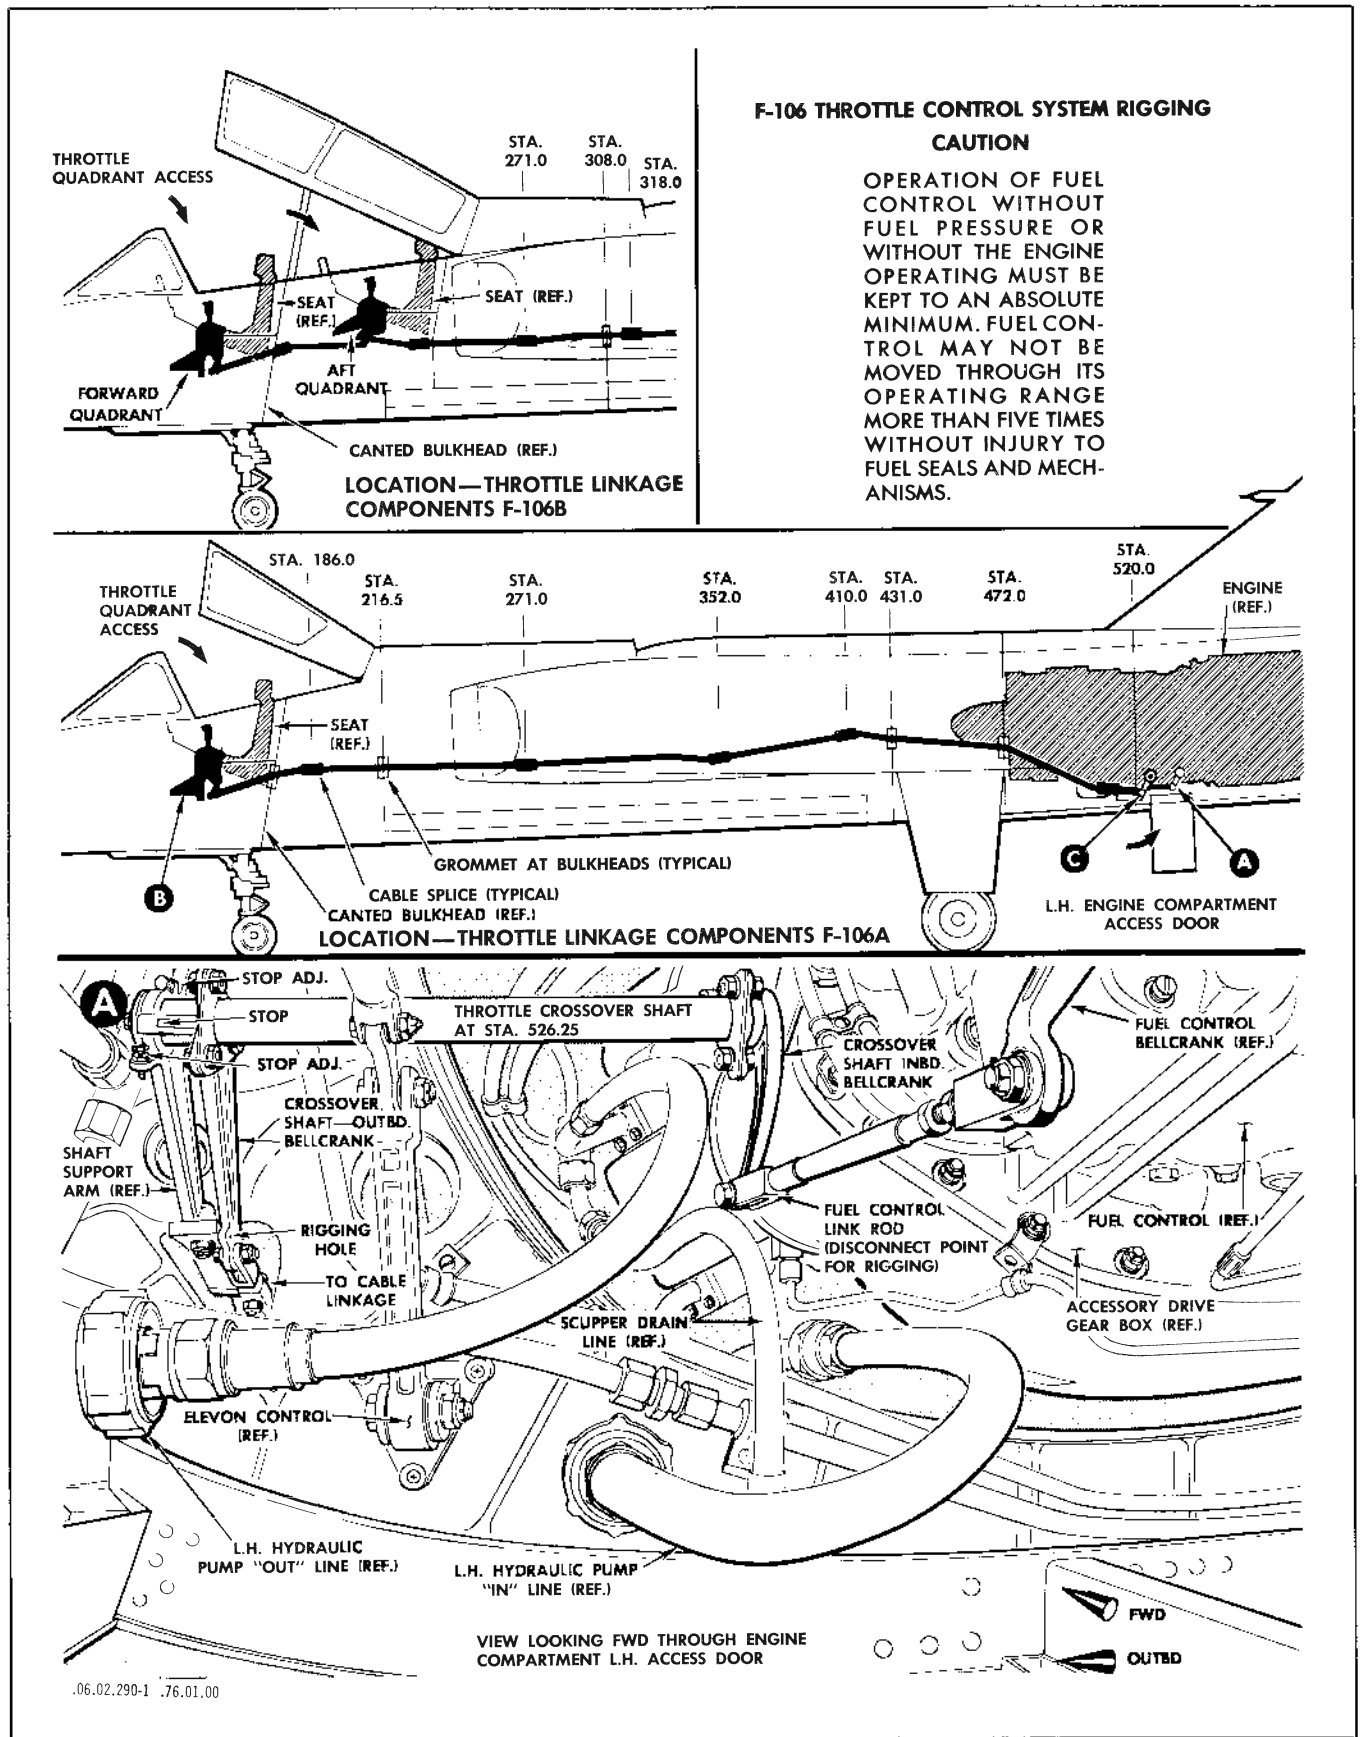 F-106 THROTTLE CONTROL SYSTEM RIGGING
CAUTION
OPERATION OF FUEL
CONTROL WITHOUT
FUEL PRESSURE OR
WITHOUT THE ENGINE
OPERATING MUST BE
KEPT TO AN ABSOLUTE
MINIMUM. FUEL CON-
TROL MAY NOT BE
MOVED THROUGH ITS
OPERATING RANGE
MORE THAN FIVE TIMES
WITHOUT INJURY TO
FUEL SEALS AND MECH-
ANISMS.
THROTTLE
QUADRANT ACCESS
STA.
271.0
STA.
308.0
STA.
318.0
SEAT
(REF.)
SEAT (REF.)
AFT
QUADRANT
FORWARD
QUADRANT
CANTED BULKHEAD (REF.)
LOCATION—THROTTLE LINKAGE
COMPONENTS F-106B
STA. 186.0
STA.
216.5
STA.
271.0
STA.
352.0
STA.
410.0
STA.
431.0
STA.
472.0
STA.
520.0
ENGINE
(REF.)
THROTTLE
QUADRANT
ACCESS
SEAT
(REF.)
B
C
A
GROMMET AT BULKHEADS (TYPICAL)
CABLE SPLICE (TYPICAL)
CANTED BULKHEAD (REF.)
L.H. ENGINE COMPARTMENT
ACCESS DOOR
LOCATION—THROTTLE LINKAGE COMPONENTS F-106A
A
STOP ADJ.
STOP
STOP ADJ.
THROTTLE CROSSOVER SHAFT
AT STA. 526.25
CROSSOVER
SHAFT INBD.
BELLCRANK
FUEL CONTROL
BELLCRANK (REF.)
CROSSOVER
SHAFT—OUTBD.
BELLCRANK
SHAFT
SUPPORT
ARM (REF.)
RIGGING
HOLE
TO CABLE
LINKAGE
FUEL CONTROL
LINK ROD
(DISCONNECT POINT
FOR RIGGING)
FUEL CONTROL (REF.)
ACCESSORY DRIVE
GEAR BOX (REF.)
SCUPPER DRAIN
LINE (REF.)
ELEVON CONTROL
(REF.)
L.H. HYDRAULIC
PUMP "OUT" LINE (REF.)
L.H. HYDRAULIC PUMP
"IN" LINE (REF.)
VIEW LOOKING FWD THROUGH ENGINE
COMPARTMENT L.H. ACCESS DOOR
FWD
OUTBD
.06.02.290-1 .76.01.00